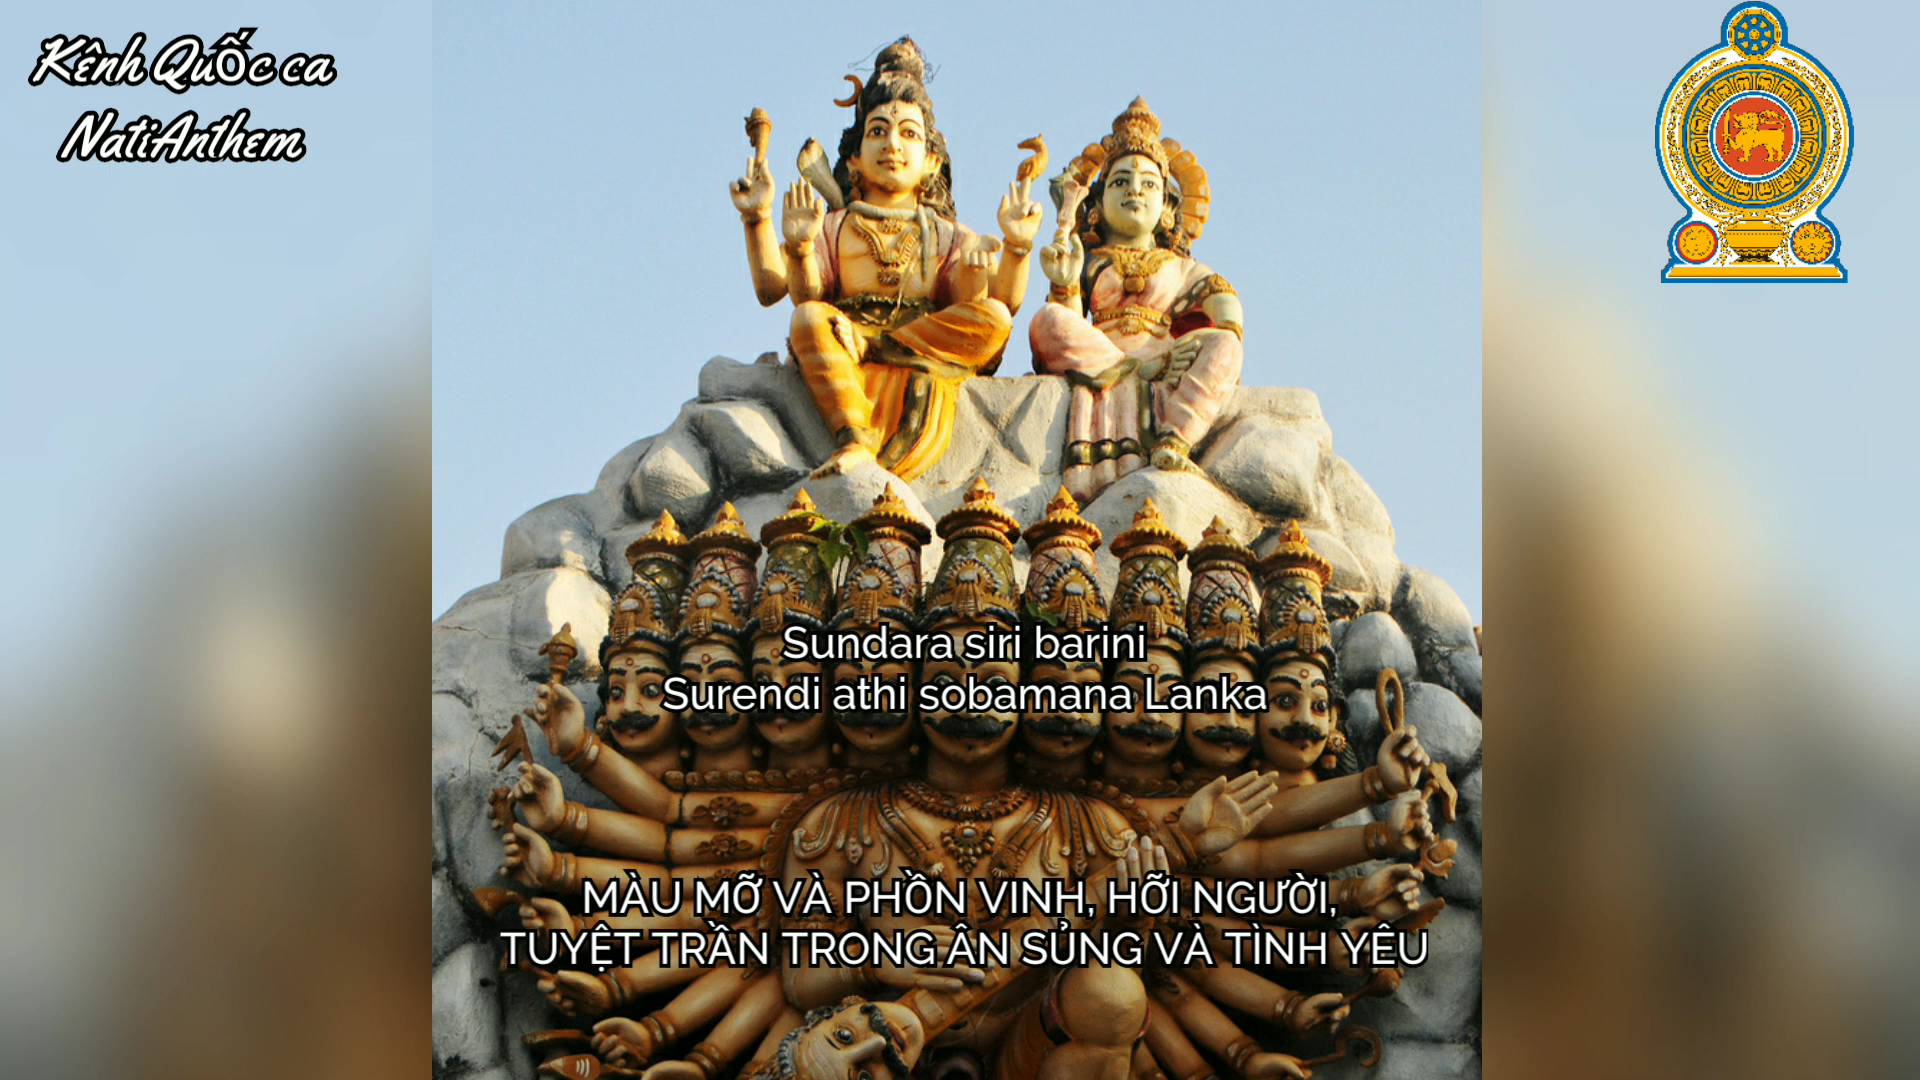 Kênh Quốc ca
NatiAnthem
Sundara siri barini
Surendi athi sobamana Lanka
MÀU MỠ VÀ PHỒN VINH, HỠI NGƯỜI,
TUYỆT TRẦN TRONG ÂN SỦNG VÀ TÌNH YÊU